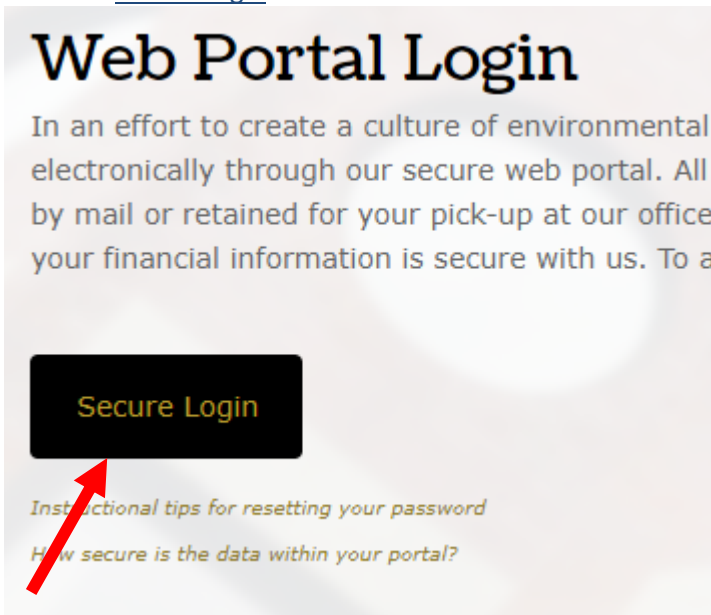 Web Portal Login
In an effort to create a culture of environmental
electronically through our secure web portal. All
by mail or retained for your pick-up at our office
your financial information is secure with us. To a
Secure Login
Instructional tips for resetting your password
How secure is the data within your portal?